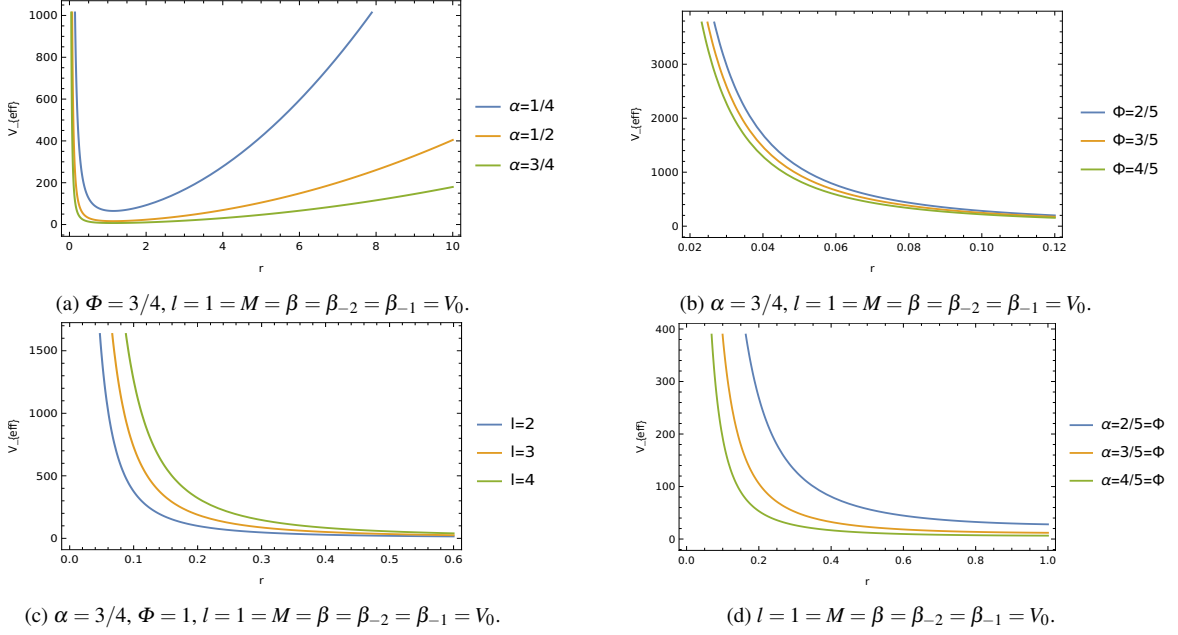 1000
800
600
400
200
0
V_{eff}
0
2
4
6
8
10
r
α=1/4
α=1/2
α=3/4
(a) Φ = 3/4, l = 1 = M = β = β₋₂ = β₋₁ = V₀.
3000
2000
1000
0
V_{eff}
0.02
0.04
0.06
0.08
0.10
0.12
r
Φ=2/5
Φ=3/5
Φ=4/5
(b) α = 3/4, l = 1 = M = β = β₋₂ = β₋₁ = V₀.
1500
1000
500
0
V_{eff}
0.0
0.1
0.2
0.3
0.4
0.5
0.6
r
l=2
l=3
l=4
(c) α = 3/4, Φ = 1, l = 1 = M = β = β₋₂ = β₋₁ = V₀.
400
300
200
100
0
V_{eff}
0.0
0.2
0.4
0.6
0.8
1.0
r
α=2/5=Φ
α=3/5=Φ
α=4/5=Φ
(d) l = 1 = M = β = β₋₂ = β₋₁ = V₀.